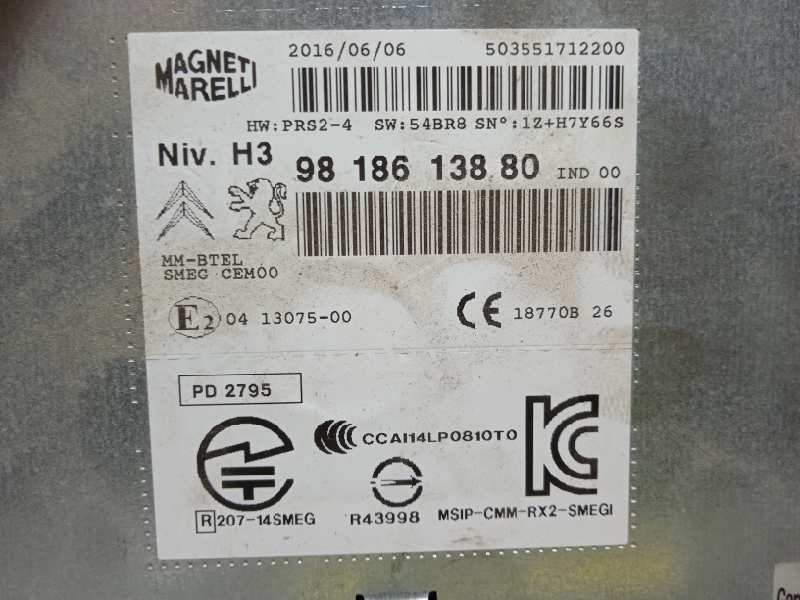 MAGNETI
MARELLI
2016/06/06 503551712200
HW:PRS2-4 SW:54BR8 SN°:1Z+H7Y66S
Niv. H3 98 186 138 80 IND 00
MM-BTEL
SMEG CEM00
E2 04 13075-00 CE 18770B 26
PD 2795
CCAI14LP0810T0
R 207-14SMEG R43998 MSIP-CMM-RX2-SMEGI